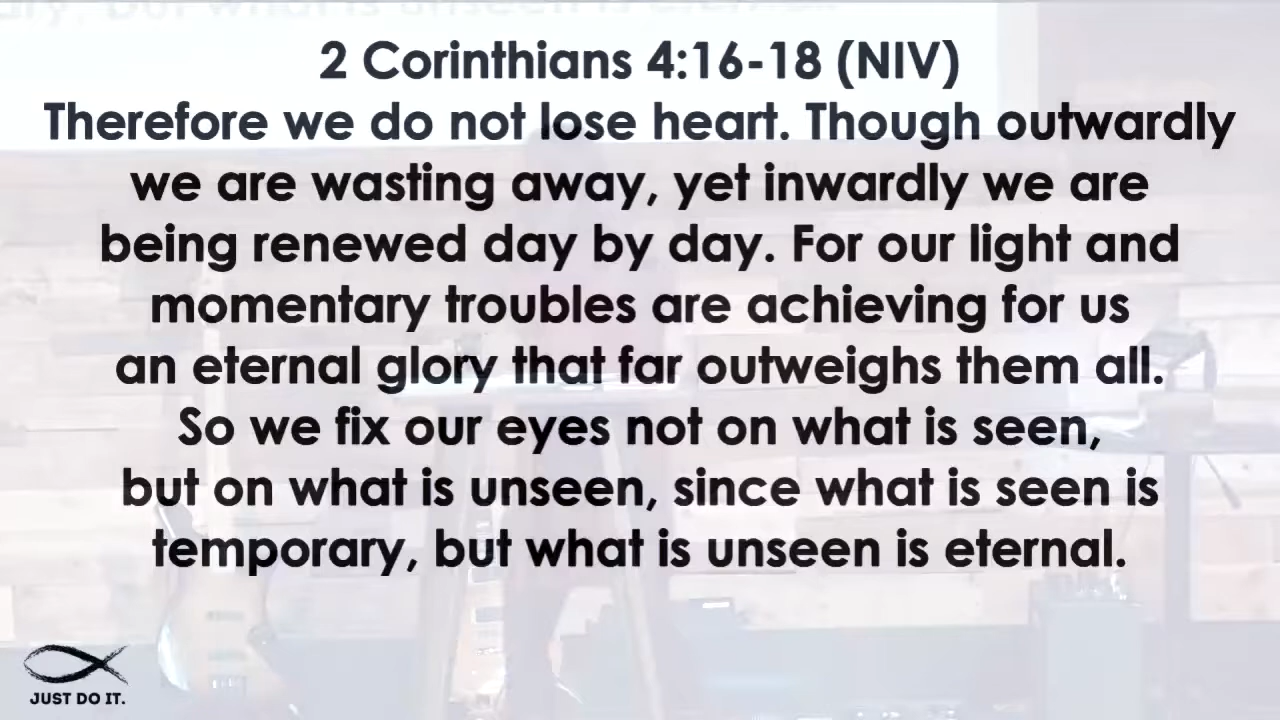 2 Corinthians 4:16-18 (NIV)
Therefore we do not lose heart. Though outwardly
we are wasting away, yet inwardly we are
being renewed day by day. For our light and
momentary troubles are achieving for us
an eternal glory that far outweighs them all.
So we fix our eyes not on what is seen,
but on what is unseen, since what is seen is
temporary, but what is unseen is eternal.
JUST DO IT.